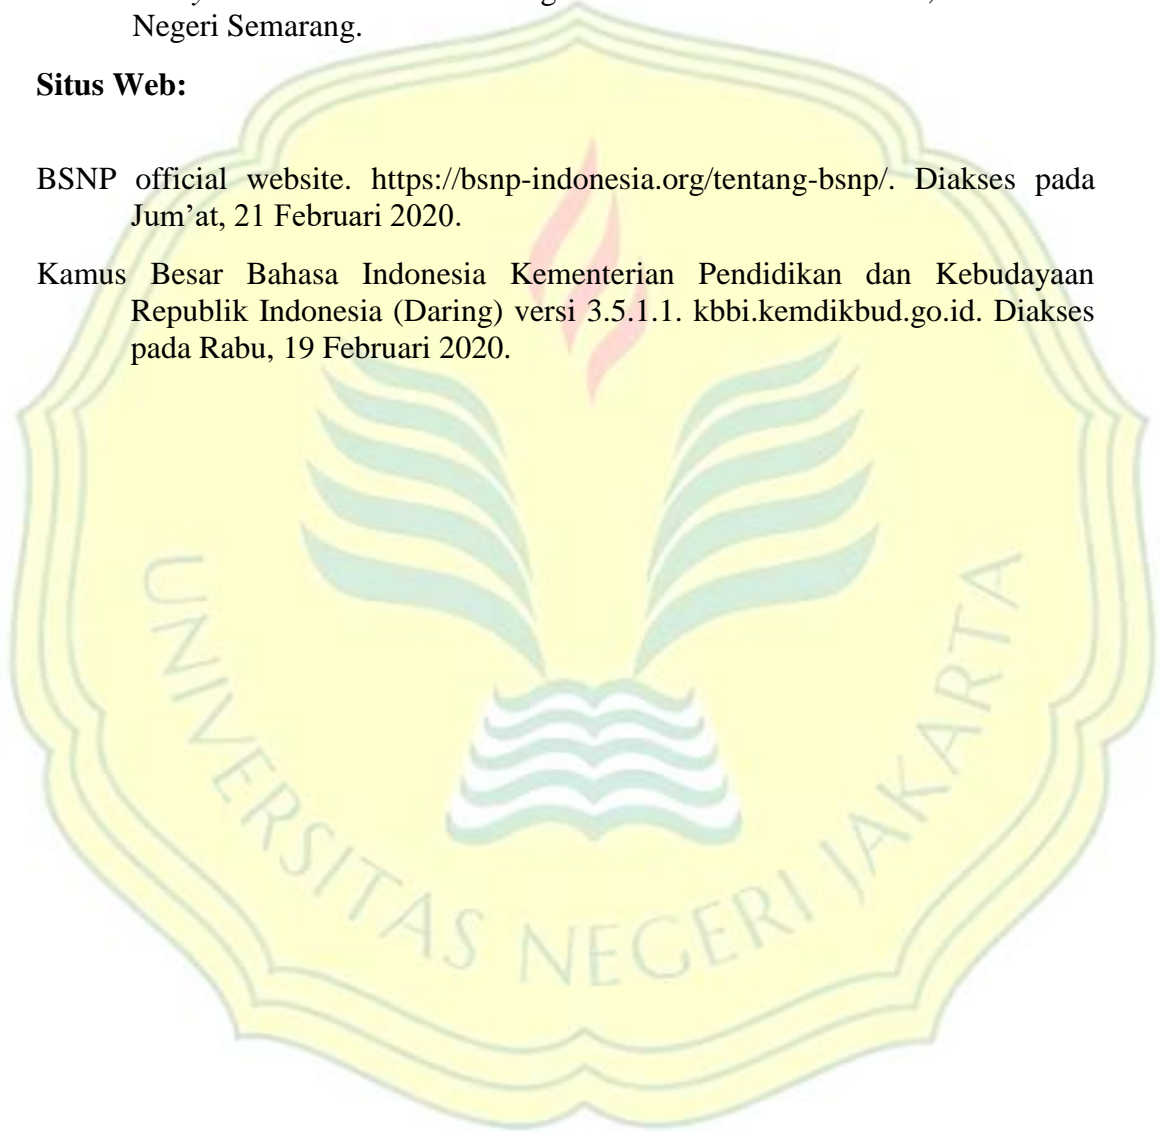 Negeri Semarang.
Situs Web:
BSNP official website. https://bsnp-indonesia.org/tentang-bsnp/. Diakses pada
Jum’at, 21 Februari 2020.
Kamus Besar Bahasa Indonesia Kementerian Pendidikan dan Kebudayaan
Republik Indonesia (Daring) versi 3.5.1.1. kbbi.kemdikbud.go.id. Diakses
pada Rabu, 19 Februari 2020.
UNIVERSITAS NEGERI JAKARTA